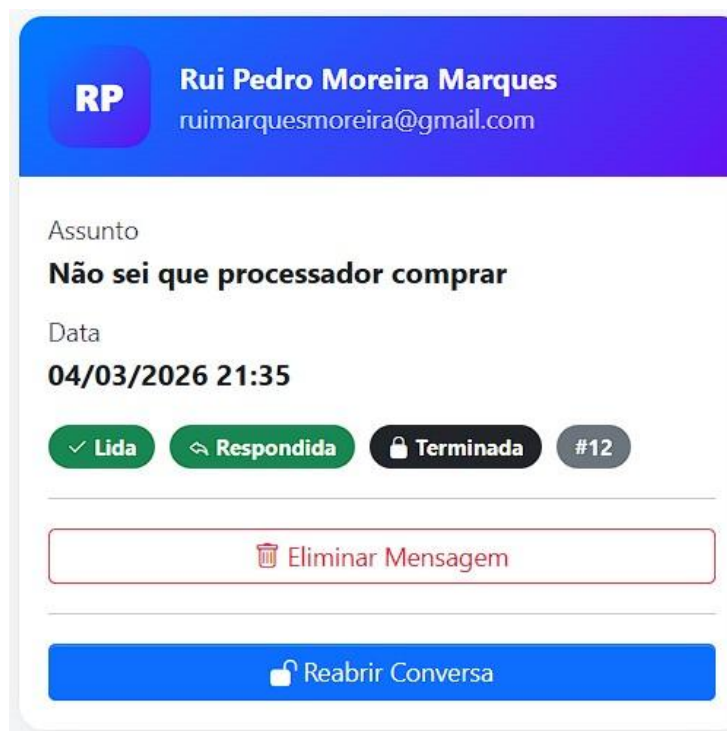 RP
Rui Pedro Moreira Marques
ruimarquesmoreira@gmail.com
Assunto
Não sei que processador comprar
Data
04/03/2026 21:35
Lida Respondida Terminada #12
Eliminar Mensagem
Reabrir Conversa